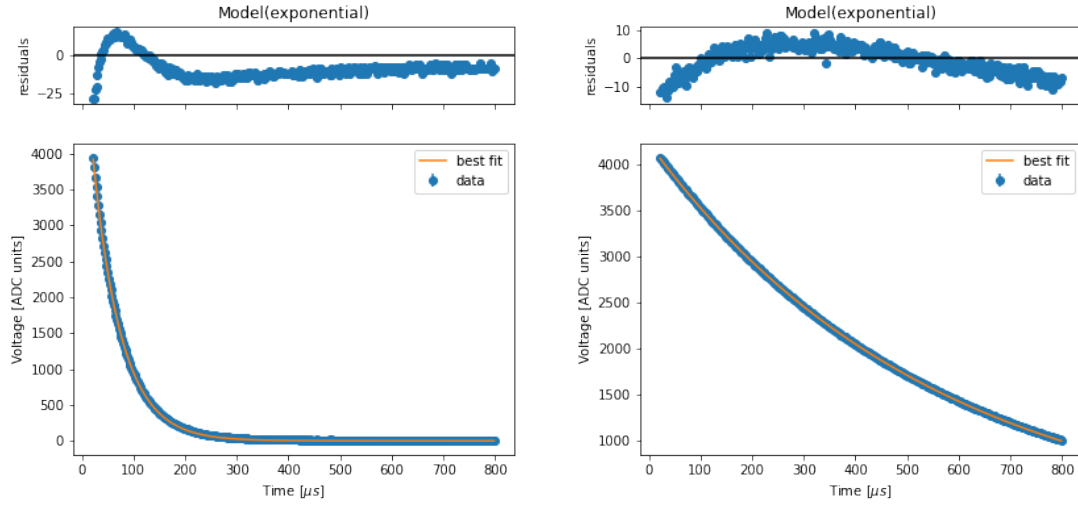 Model(exponential)
0
−25
residuals
4000
3500
3000
2500
2000
1500
1000
500
0
Voltage [ADC units]
best fit
data
0 100 200 300 400 500 600 700 800
Time [μs]
Model(exponential)
10
0
−10
residuals
4000
3500
3000
2500
2000
1500
1000
Voltage [ADC units]
best fit
data
0 100 200 300 400 500 600 700 800
Time [μs]